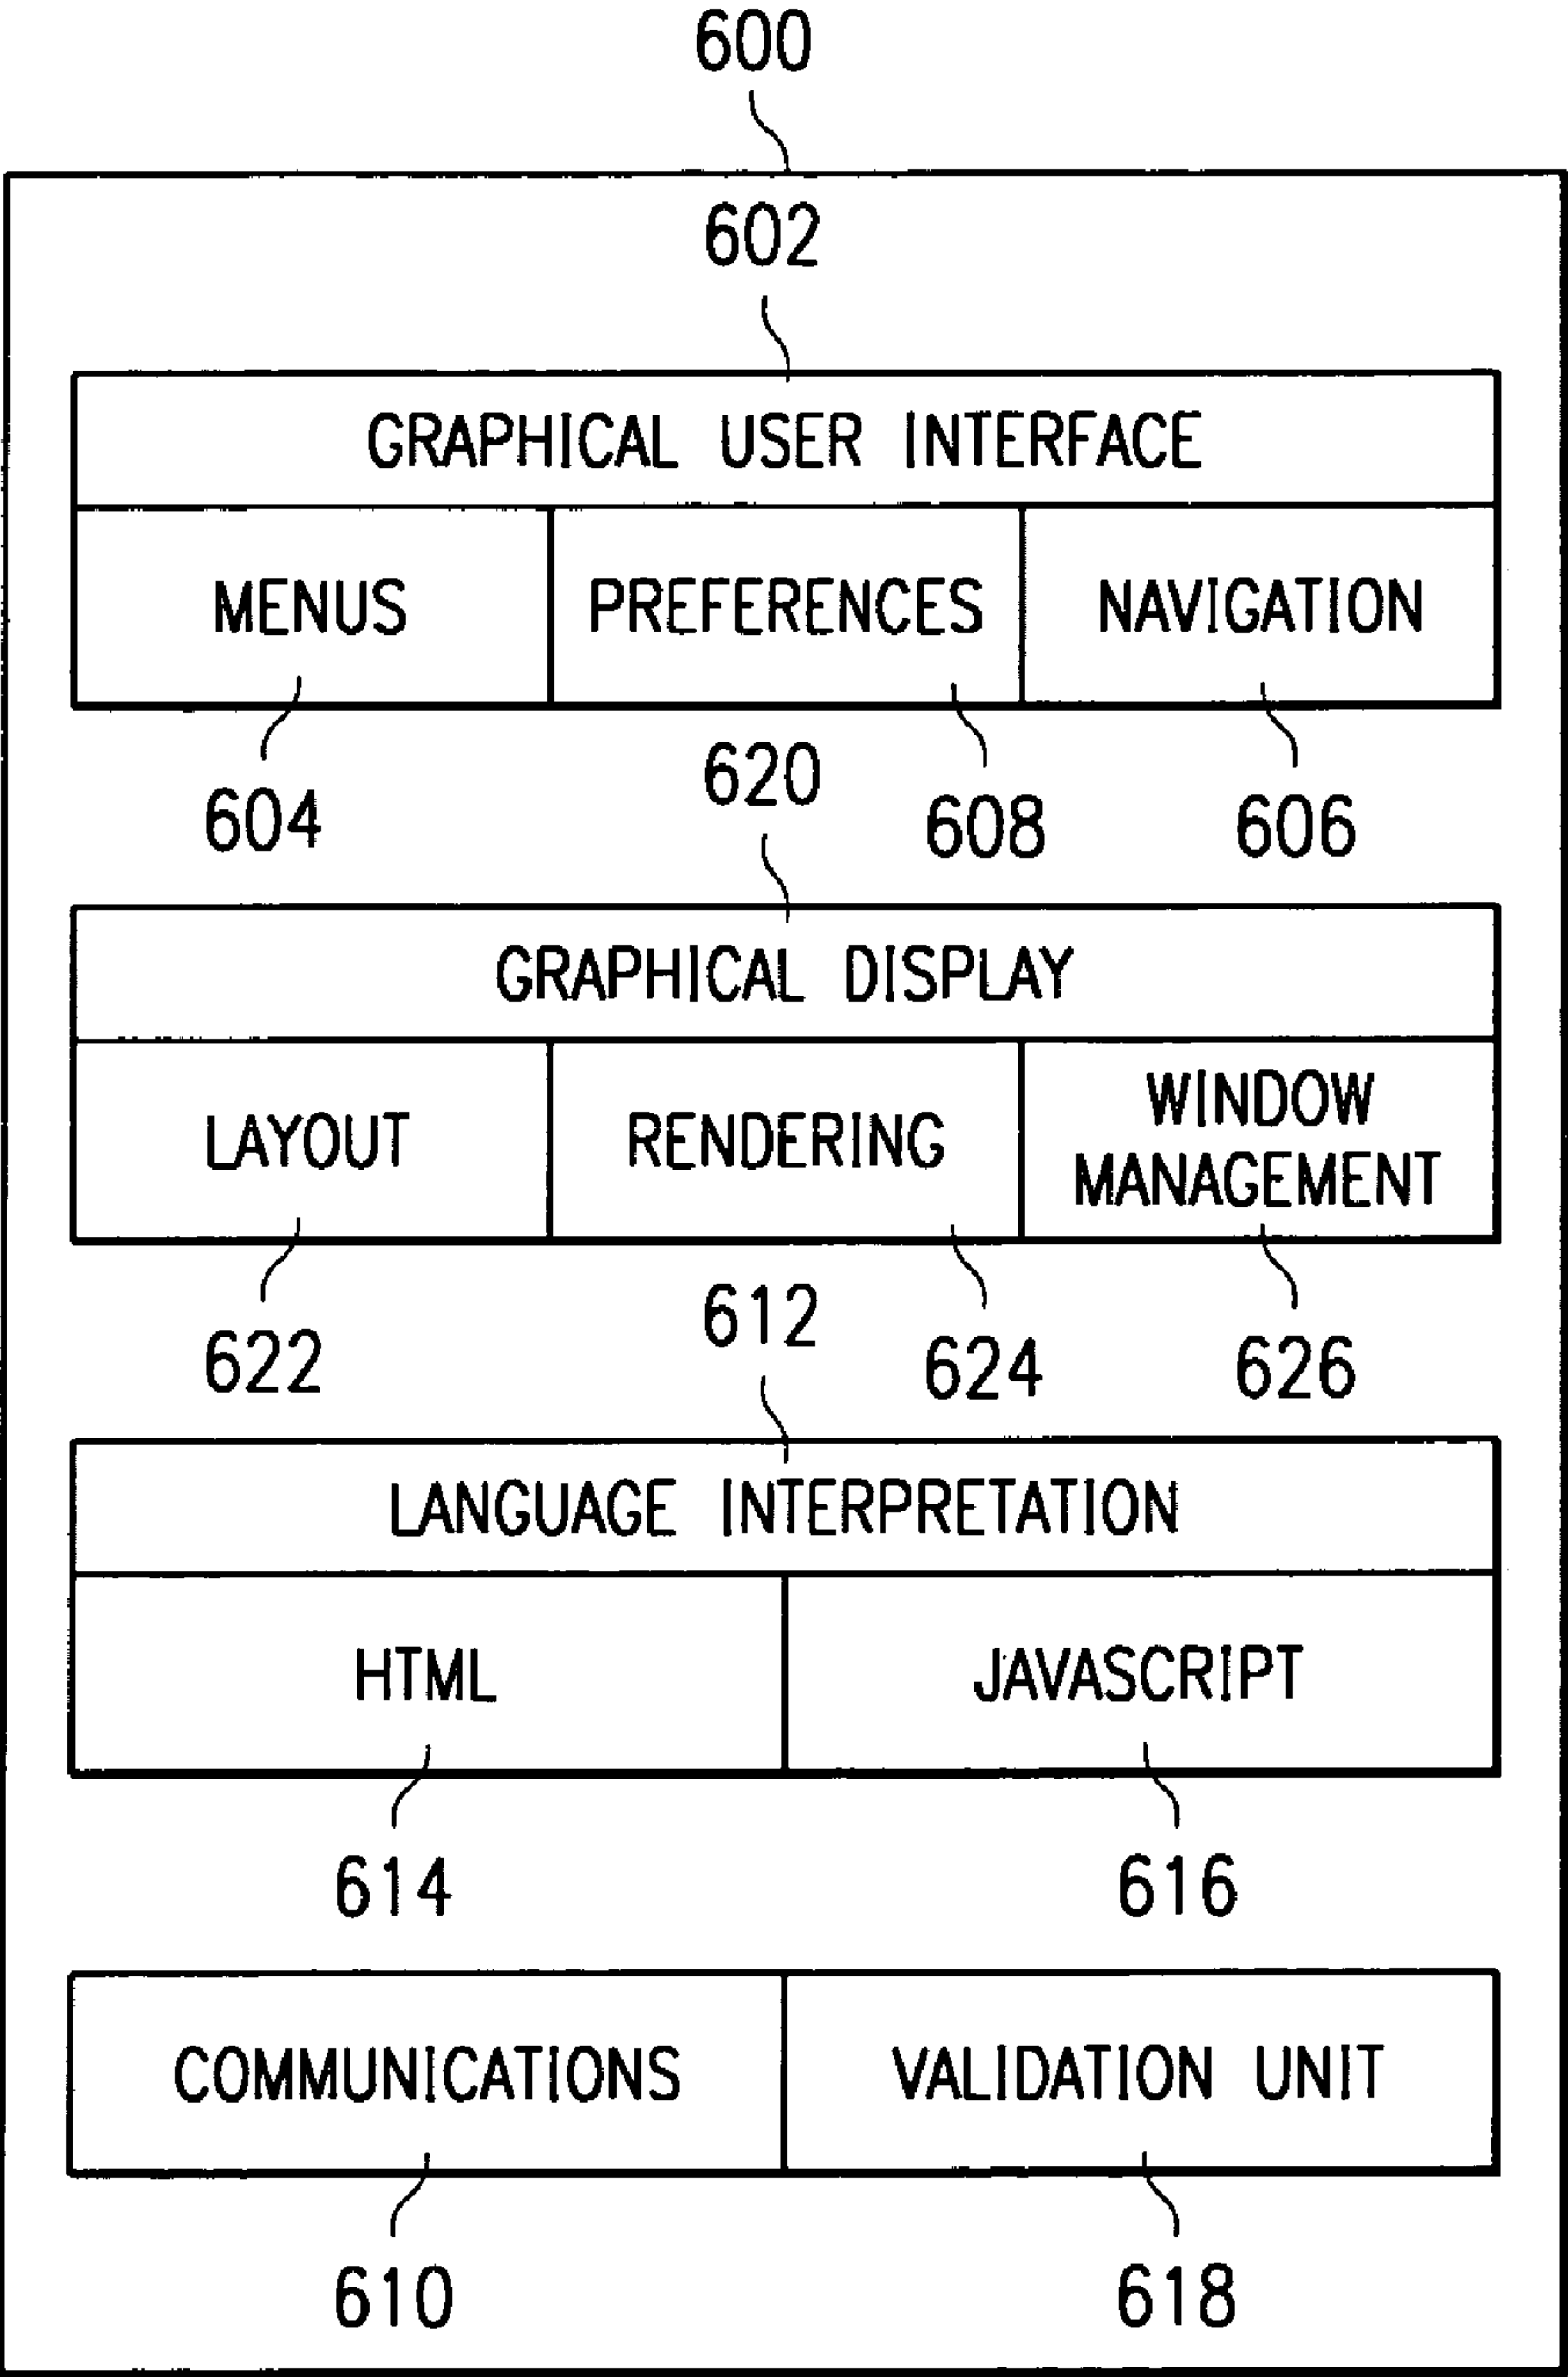 600
602
GRAPHICAL USER INTERFACE
MENUS
PREFERENCES
NAVIGATION
604
608
606
620
GRAPHICAL DISPLAY
LAYOUT
RENDERING
WINDOW
MANAGEMENT
622
624
626
612
LANGUAGE INTERPRETATION
HTML
JAVASCRIPT
614
616
COMMUNICATIONS
VALIDATION UNIT
610
618